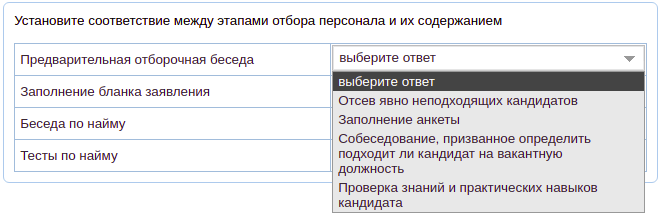 Установите соответствие между этапами отбора персонала и их содержанием
Предварительная отборочная беседа
выберите ответ
выберите ответ
Заполнение бланка заявления
Отсев явно неподходящих кандидатов
Заполнение анкеты
Беседа по найму
Собеседование, призванное определить
подходит ли кандидат на вакантную
должность
Тесты по найму
Проверка знаний и практических навыков
кандидата